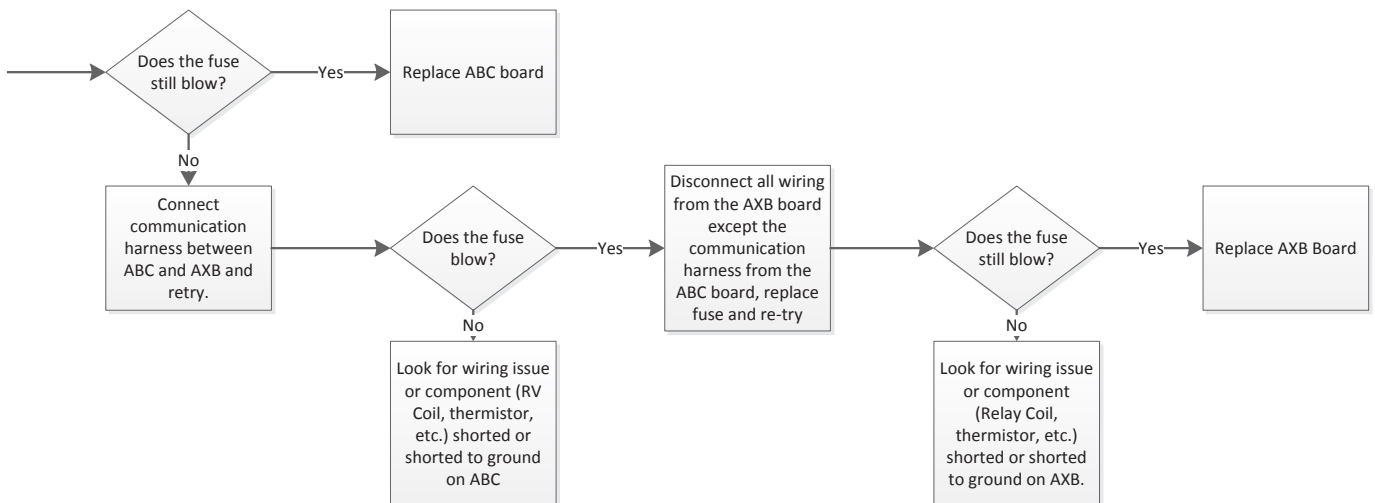 Does the fuse
still blow?
Yes
Replace ABC board
No
Connect
communication
harness between
ABC and AXB and
retry.
Does the fuse
blow?
Yes
Disconnect all wiring
from the AXB board
except the
communication
harness from the
ABC board, replace
fuse and re-try
Does the fuse
still blow?
Yes
Replace AXB Board
No
Look for wiring issue
or component (RV
Coil, thermistor,
etc.) shorted or
shorted to ground
on ABC
No
Look for wiring issue
or component
(Relay Coil,
thermistor, etc.)
shorted or shorted
to ground on AXB.